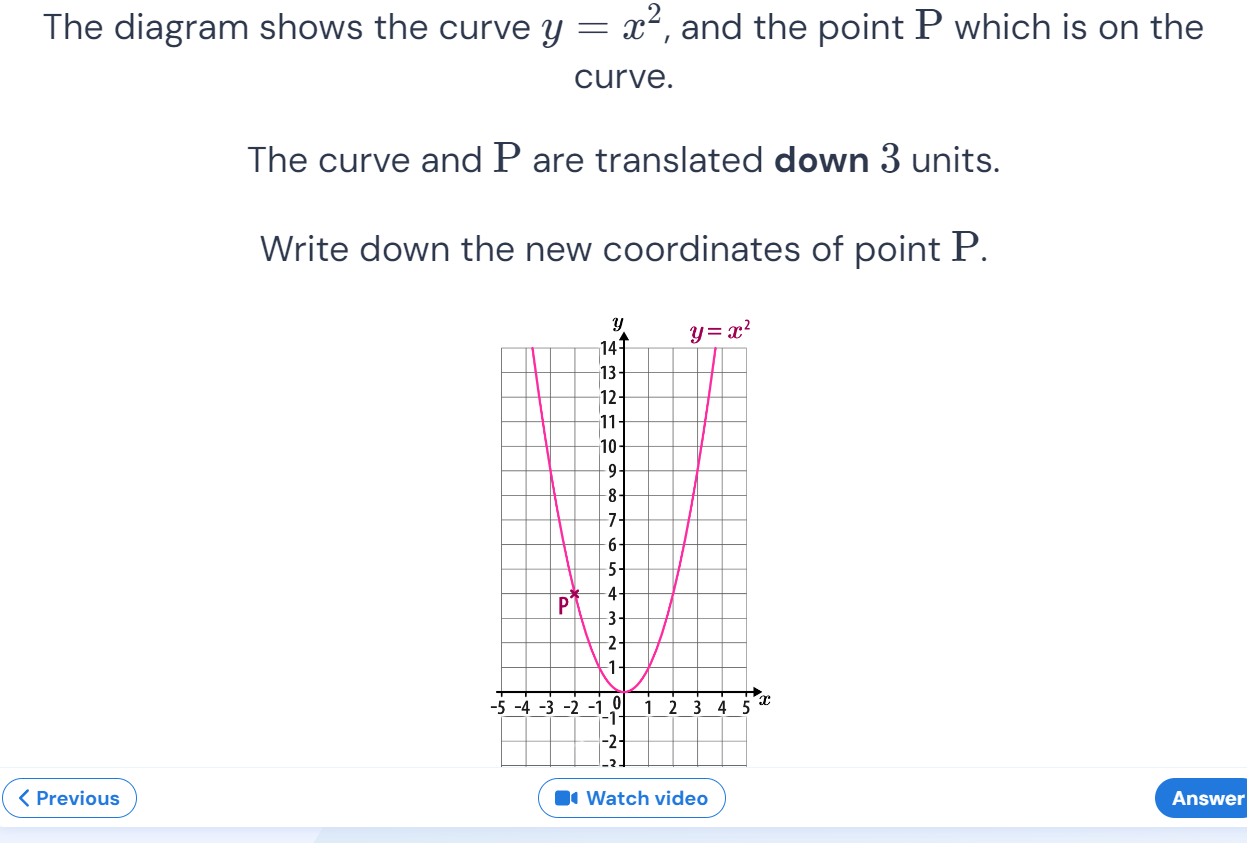 The diagram shows the curve y = x², and the point P which is on the
curve.
The curve and P are translated down 3 units.
Write down the new coordinates of point P.
y
y = x²
14
13
12
11
10
9
8
7
6
5
4
P
3
2
1
-5 -4 -3 -2 -1 0 1 2 3 4 5 x
-1
-2
-3
Previous
Watch video
Answer